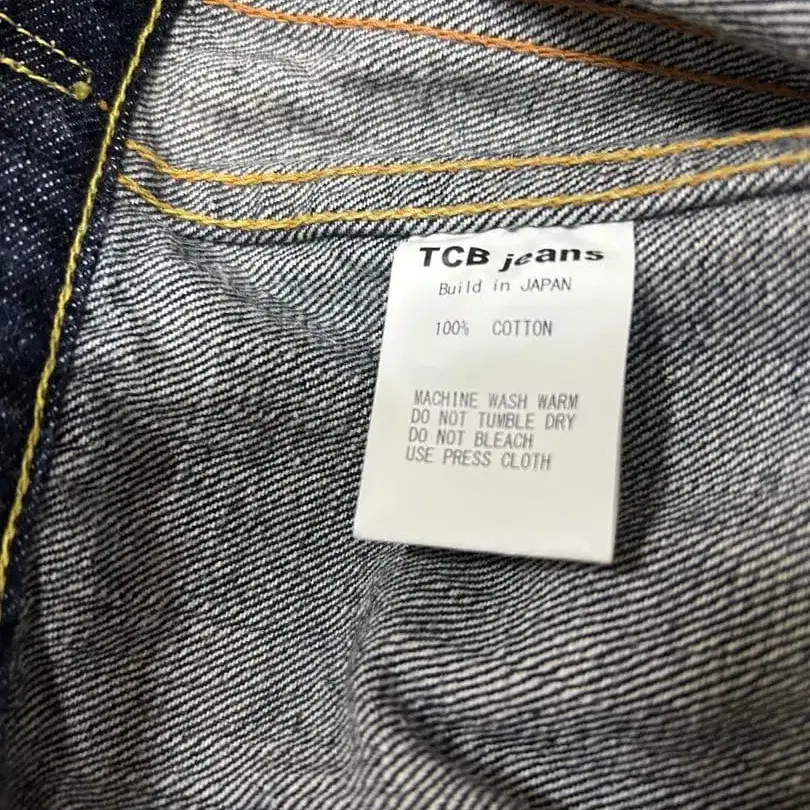 TCB jeans
Build in JAPAN
100% COTTON
MACHINE WASH WARM
DO NOT TUMBLE DRY
DO NOT BLEACH
USE PRESS CLOTH